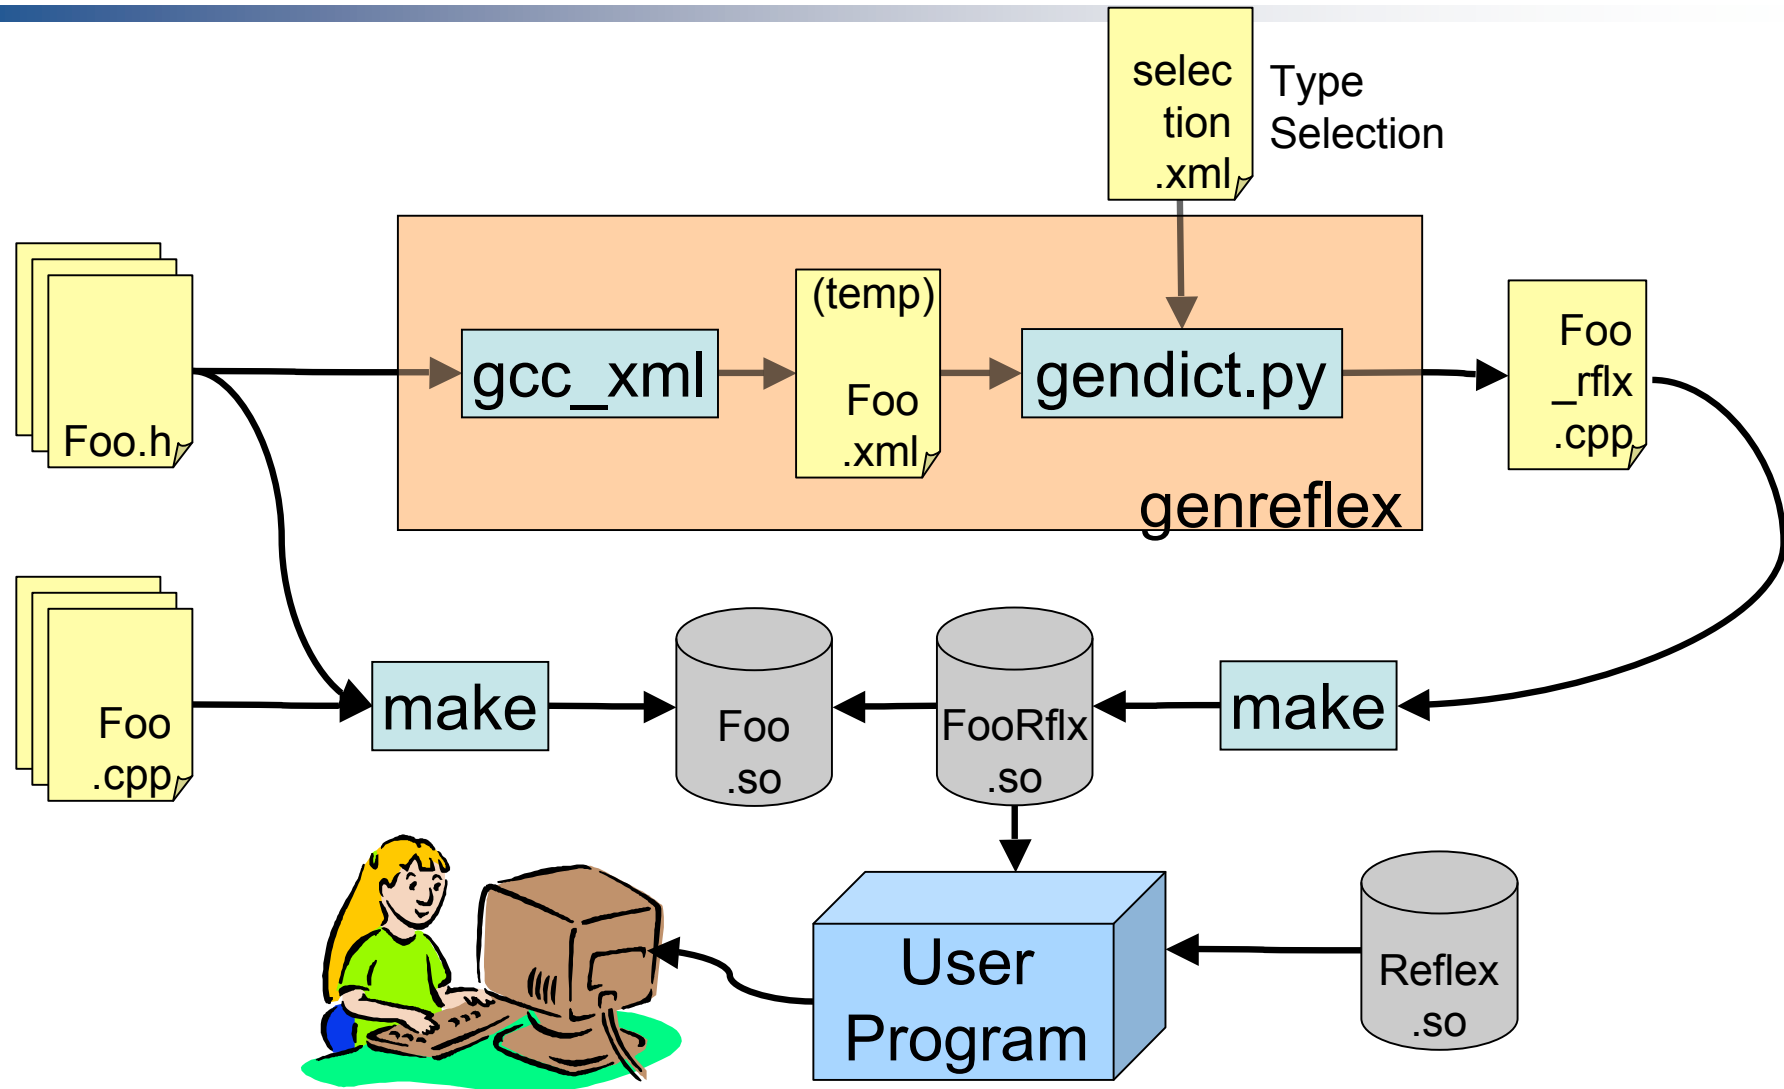 selec
tion
.xml
Type
Selection
Foo.h
gcc_xml
(temp)
Foo
.xml
gendict.py
genreflex
Foo
_rflx
.cpp
Foo
.cpp
make
Foo
.so
FooRflx
.so
make
User
Program
Reflex
.so